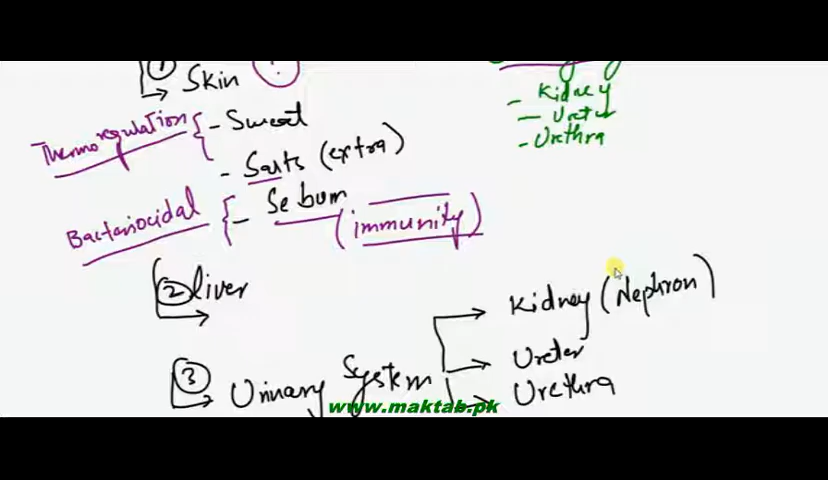 ① Skin
Thermoregulation { - Sweat
- Salts (extra)
Bacteriocidal { - Sebum
(immunity)
② liver
③ Urinary System
Kidney (Nephron)
Ureter
Urethra
- Kidney
- Ureter
- Urethra
www.maktab.pk